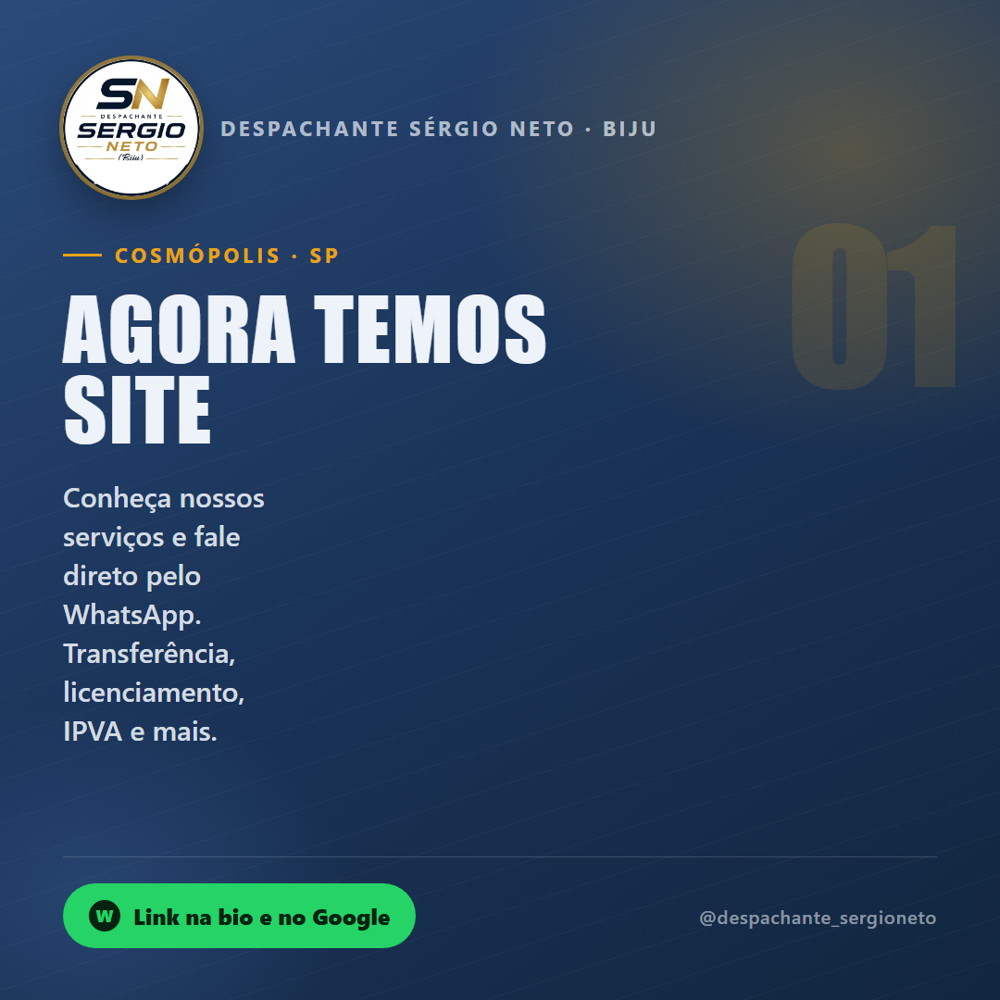 SN
DESPACHANTE
SERGIO
NETO
(Biju)
DESPACHANTE SÉRGIO NETO · BIJU
COSMÓPOLIS · SP
01
AGORA TEMOS
SITE
Conheça nossos
serviços e fale
direto pelo
WhatsApp.
Transferência,
licenciamento,
IPVA e mais.
W Link na bio e no Google
@despachante_sergioneto